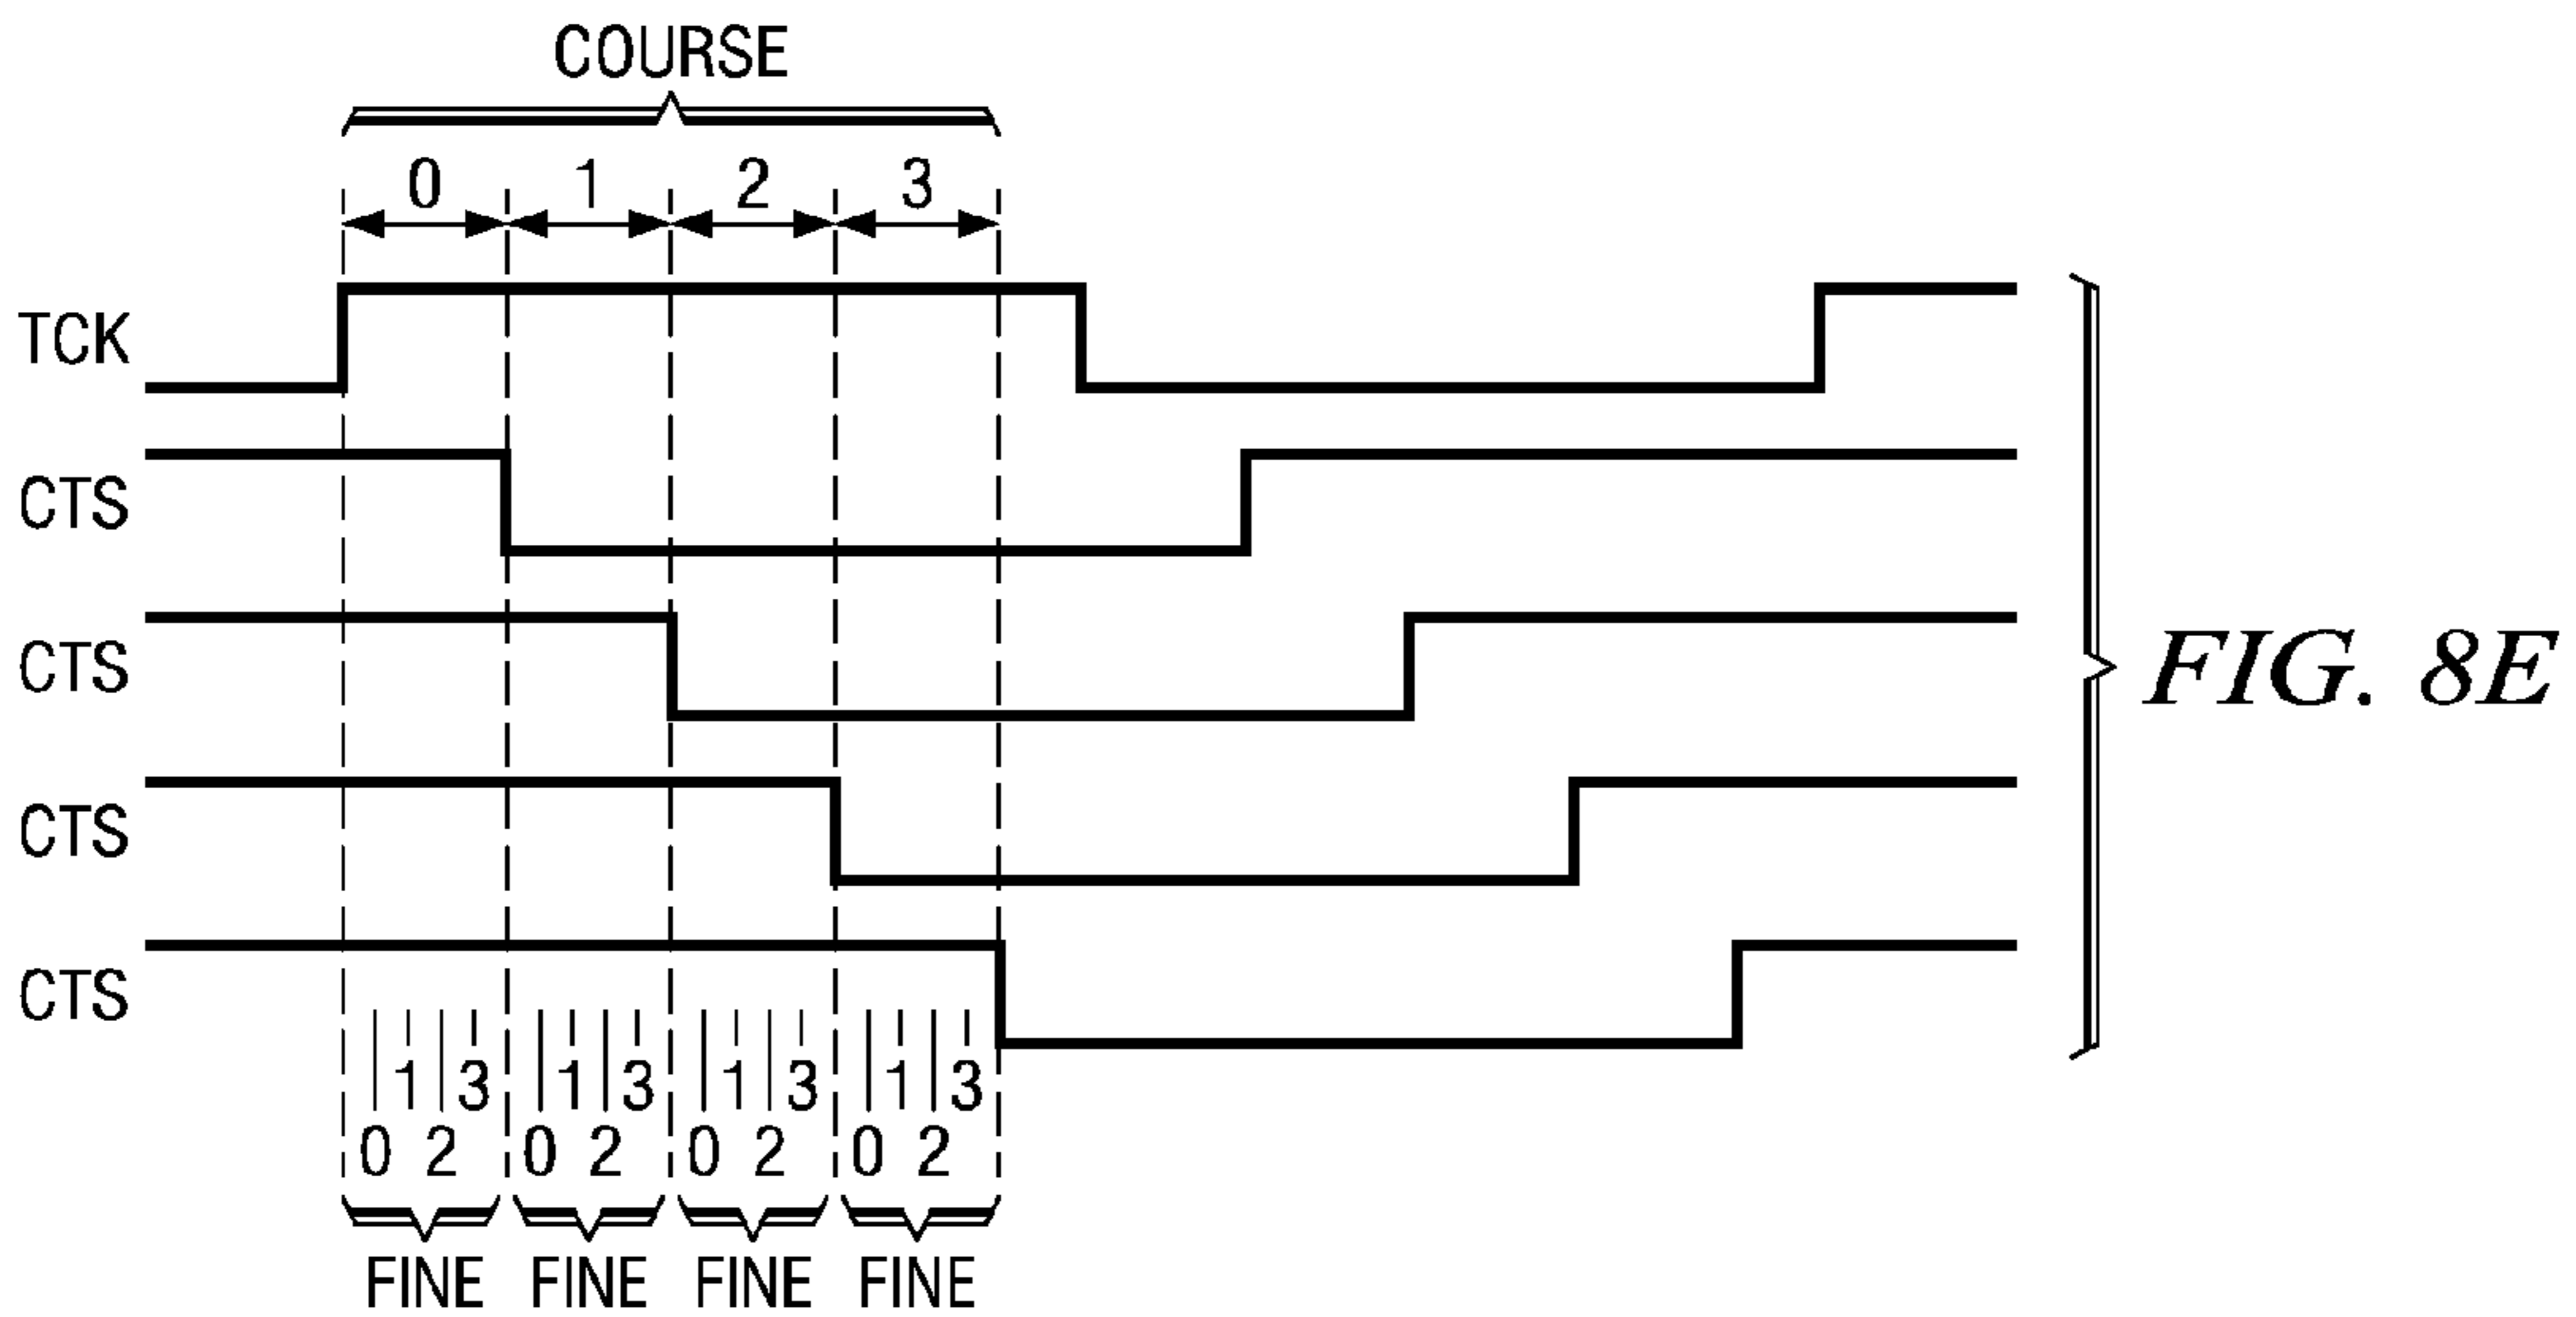 COURSE
0 1 2 3
TCK
CTS
CTS
FIG. 8E
CTS
CTS
1 3 1 3 1 3 1 3
0 2 0 2 0 2 0 2
FINE FINE FINE FINE